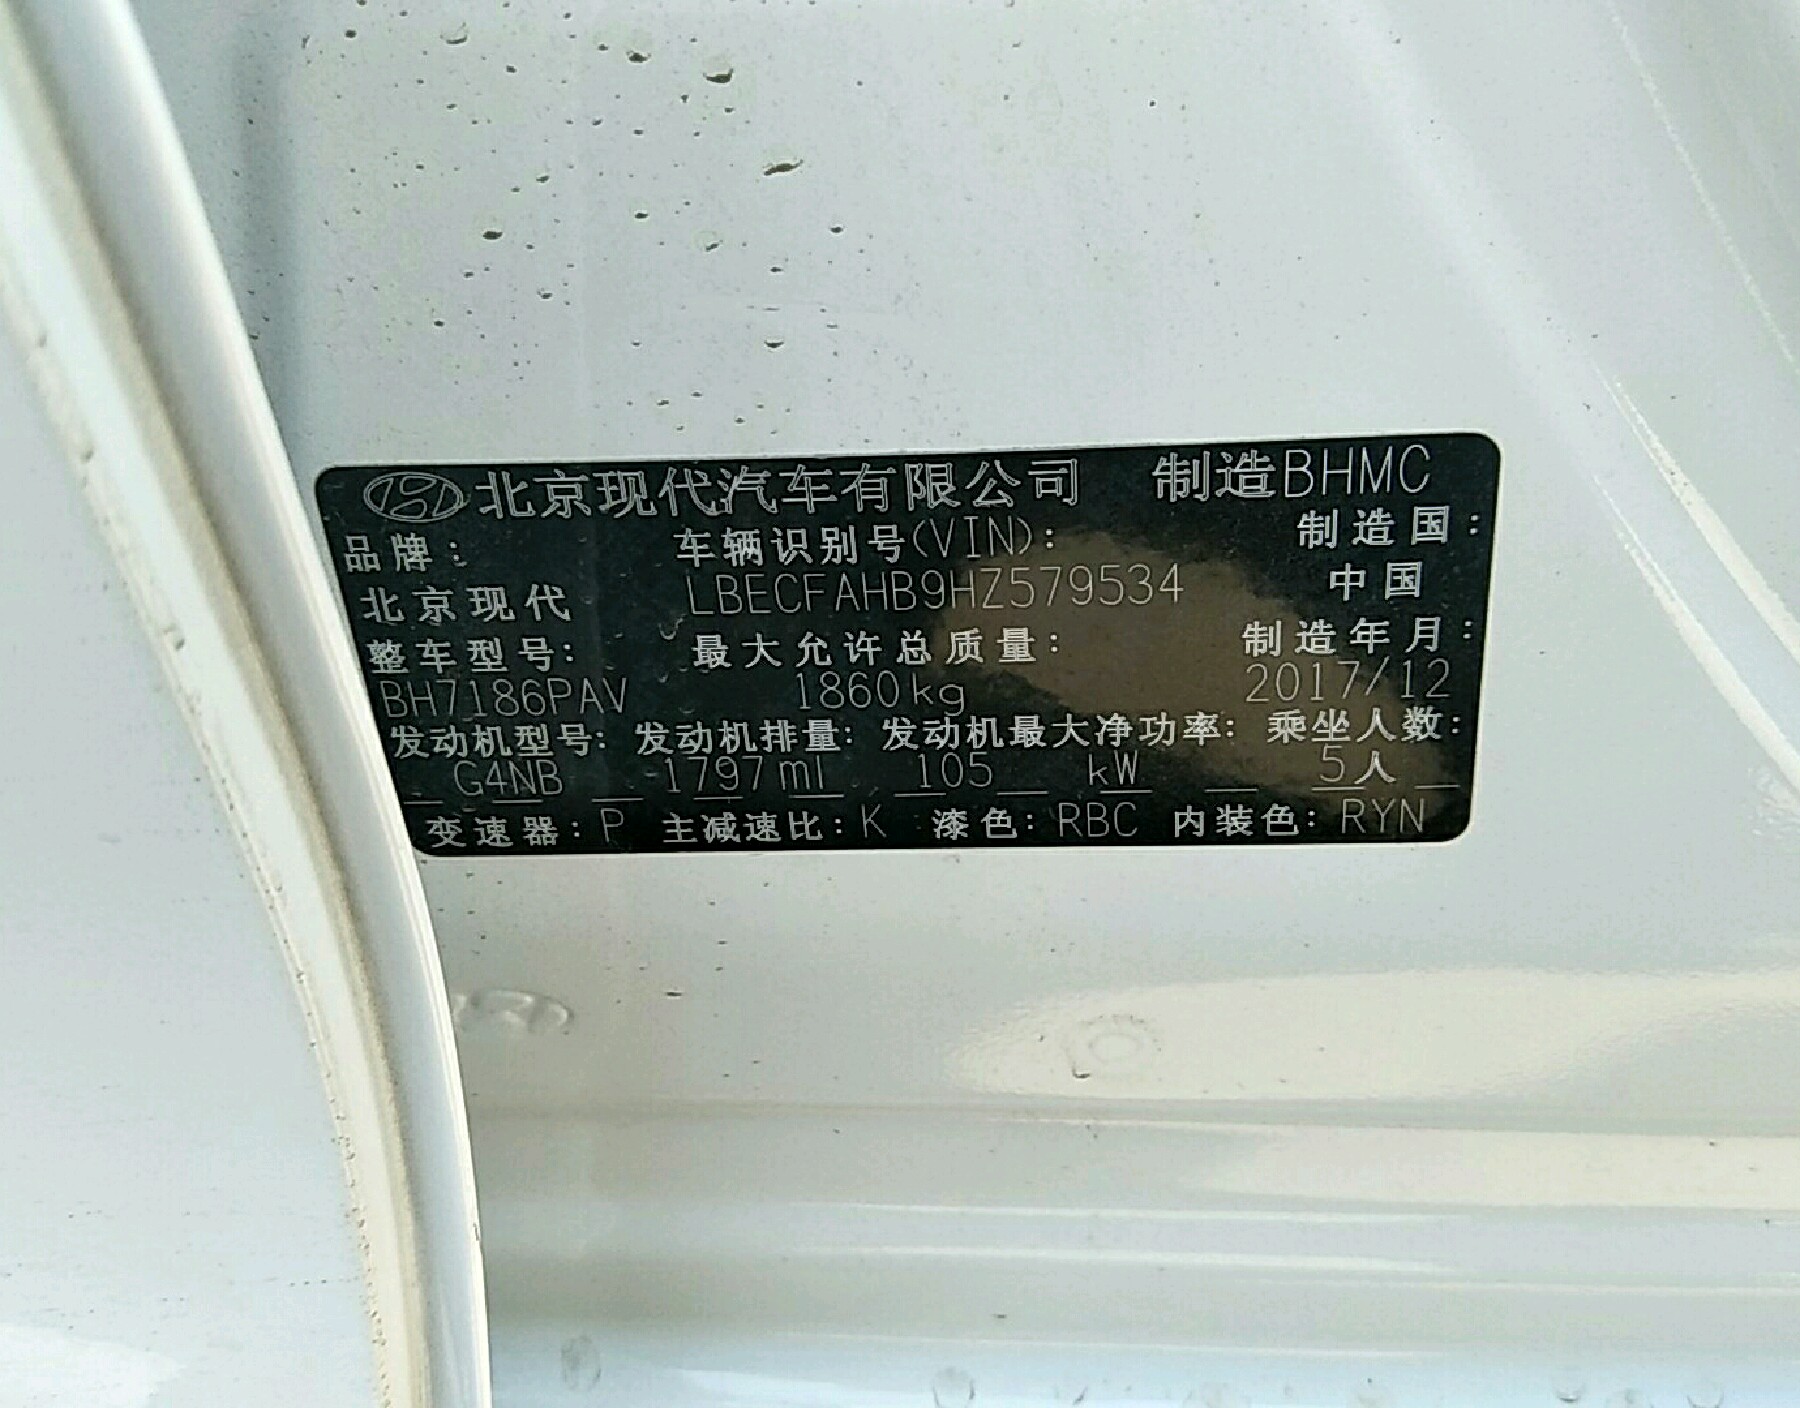 北京现代汽车有限公司 制造BHMC
品牌： 车辆识别号(VIN)： 制造国：
北京现代 LBECFAHB9HZ579534 中国
整车型号： 最大允许总质量： 制造年月：
BH7186PAV 1860kg 2017/12
发动机型号： 发动机排量： 发动机最大净功率： 乘坐人数：
G4NB 1797ml 105 kW 5人
变速器：P 主减速比：K 漆色：RBC 内装色：RYN